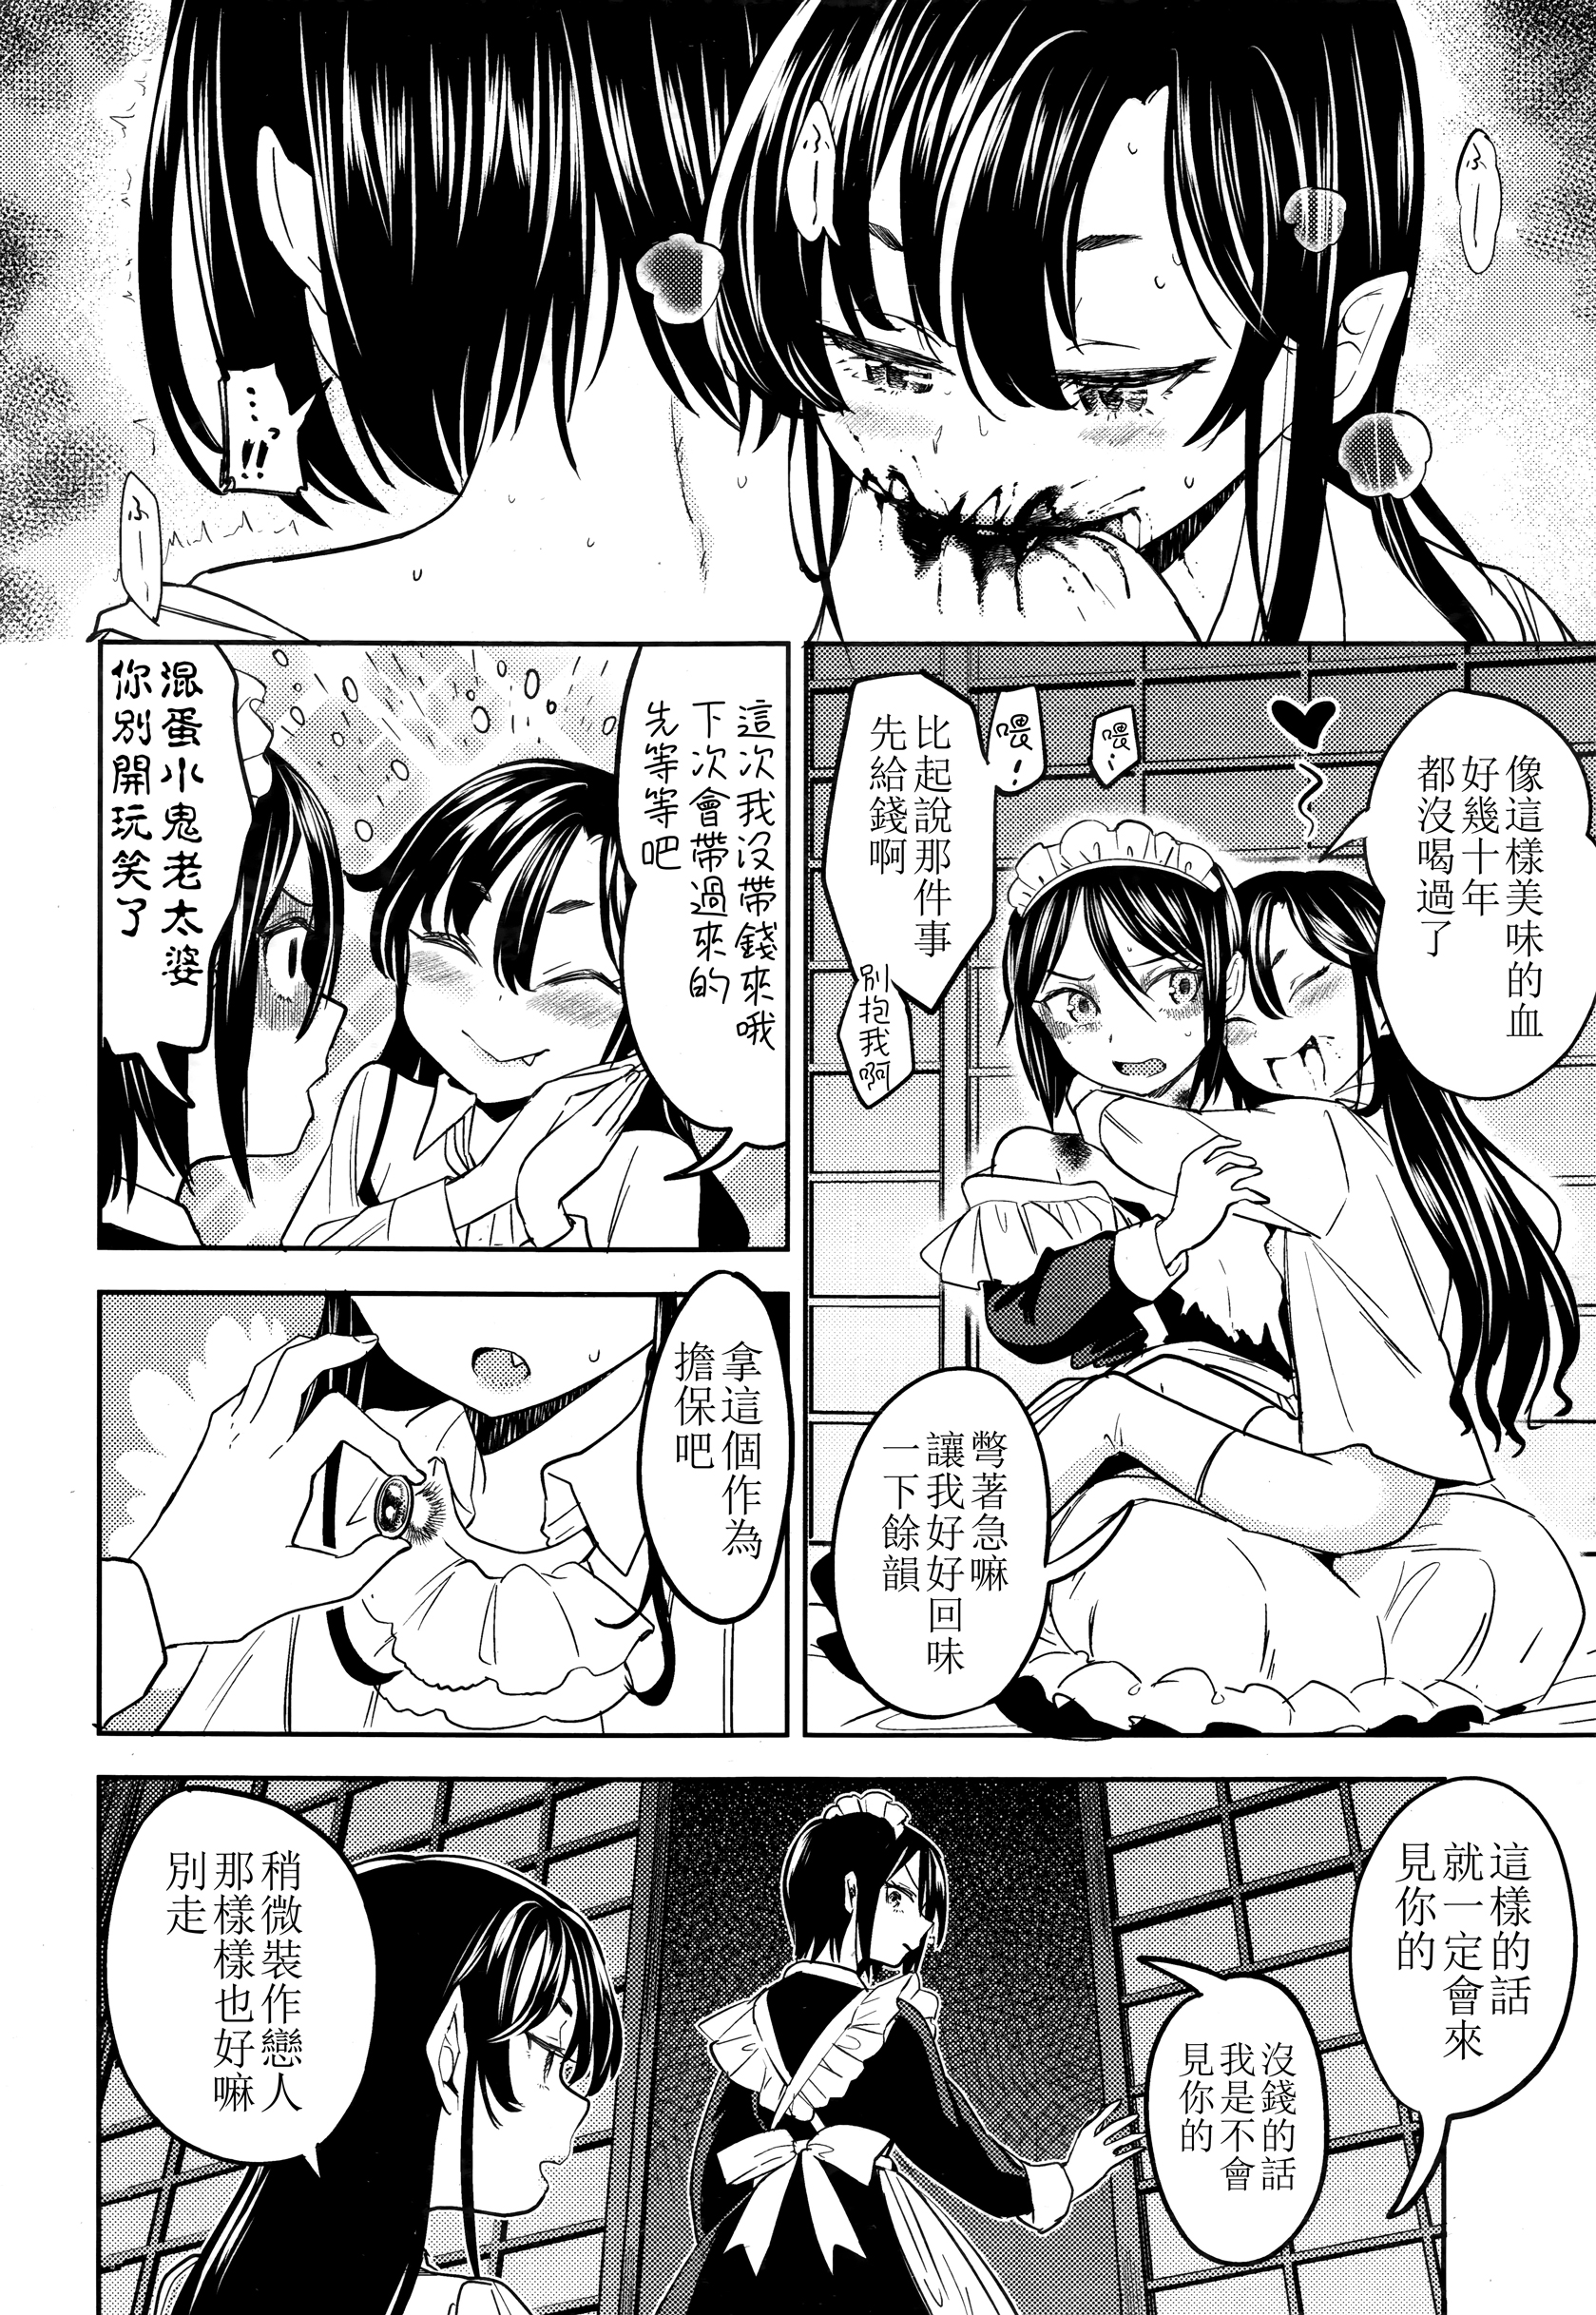 ふー
ふー
…っ!!
ふー
像這樣美味的血
好幾十年
都沒喝過了
喂…
喂!
比起說那件事
先給錢啊
別抱我啊
彆著急嘛
讓我好好回味
一下餘韻
這次我沒帶錢來哦
下次會帶過來的
先等等吧
混蛋小鬼老太婆
你別開玩笑了
拿這個作為
擔保吧
這樣的話
就一定會來
見你的
沒錢的話
我是不會
見你的
稍微裝作戀人
那樣樣也好嘛
別走